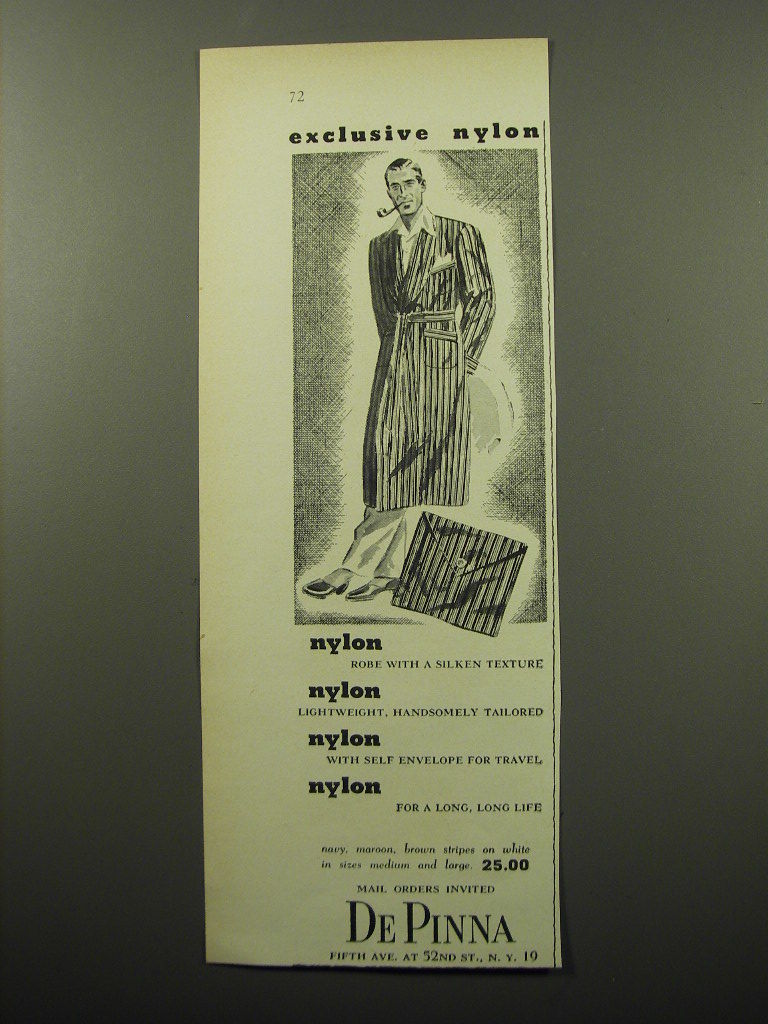 72
exclusive nylon
nylon
ROBE WITH A SILKEN TEXTURE
nylon
LIGHTWEIGHT, HANDSOMELY TAILORED
nylon
WITH SELF ENVELOPE FOR TRAVEL
nylon
FOR A LONG, LONG LIFE
navy, maroon, brown stripes on white
in sizes medium and large. 25.00
MAIL ORDERS INVITED
DE PINNA
FIFTH AVE. AT 52ND ST., N. Y. 19